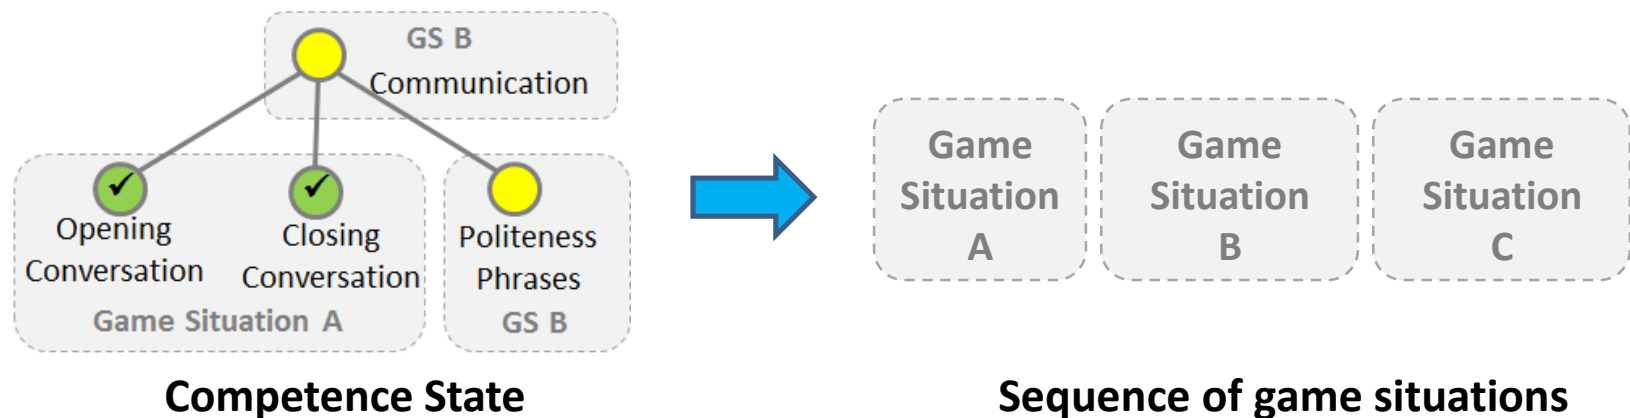 GS B
Communication
Opening
Conversation
Closing
Conversation
Game Situation A
Politeness
Phrases
GS B
Competence State
Game
Situation
A
Game
Situation
B
Game
Situation
C
Sequence of game situations